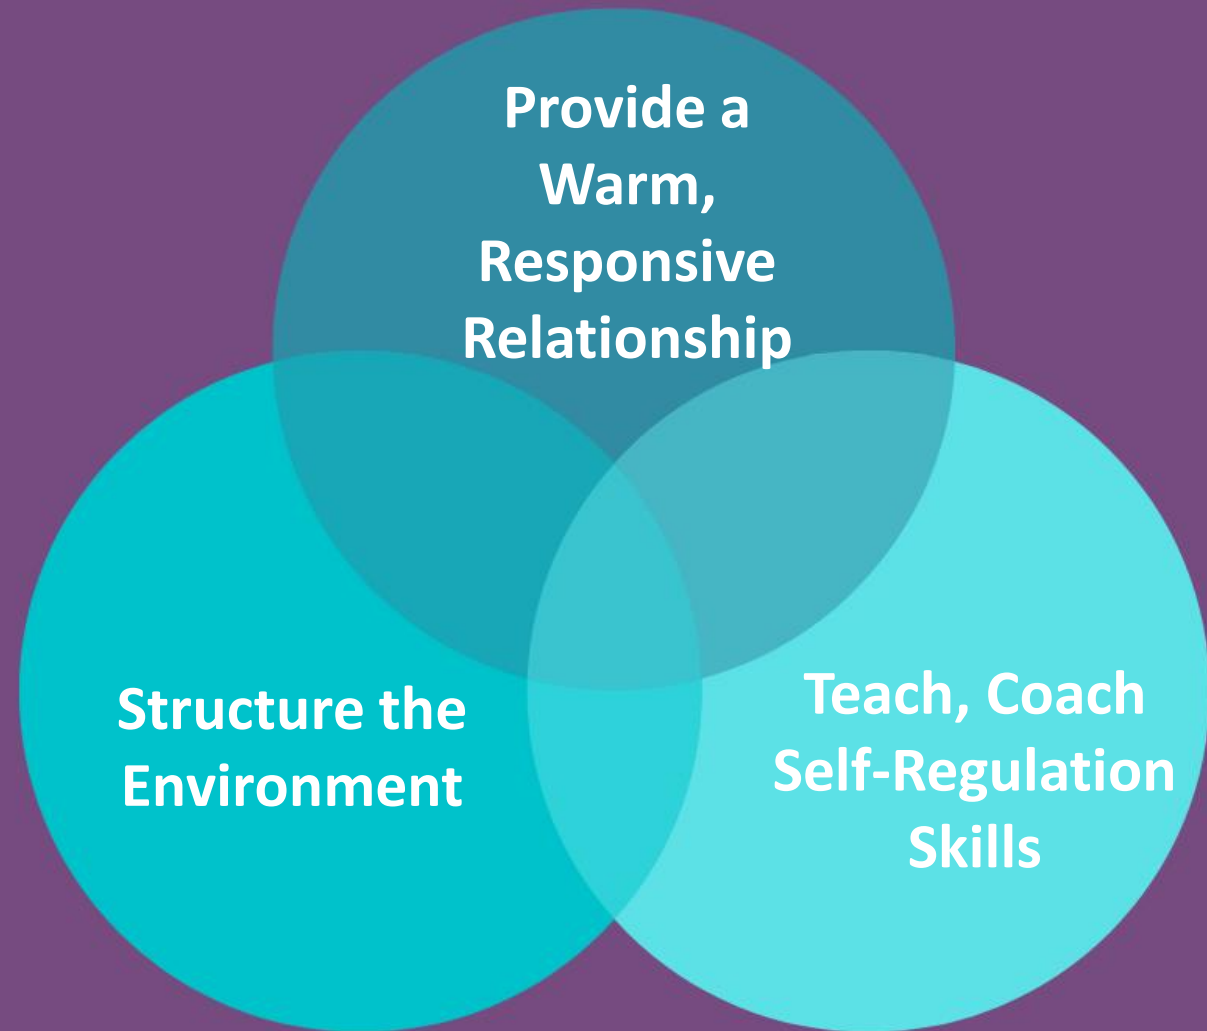 Provide a
Warm,
Responsive
Relationship
Structure the
Environment
Teach, Coach
Self-Regulation
Skills